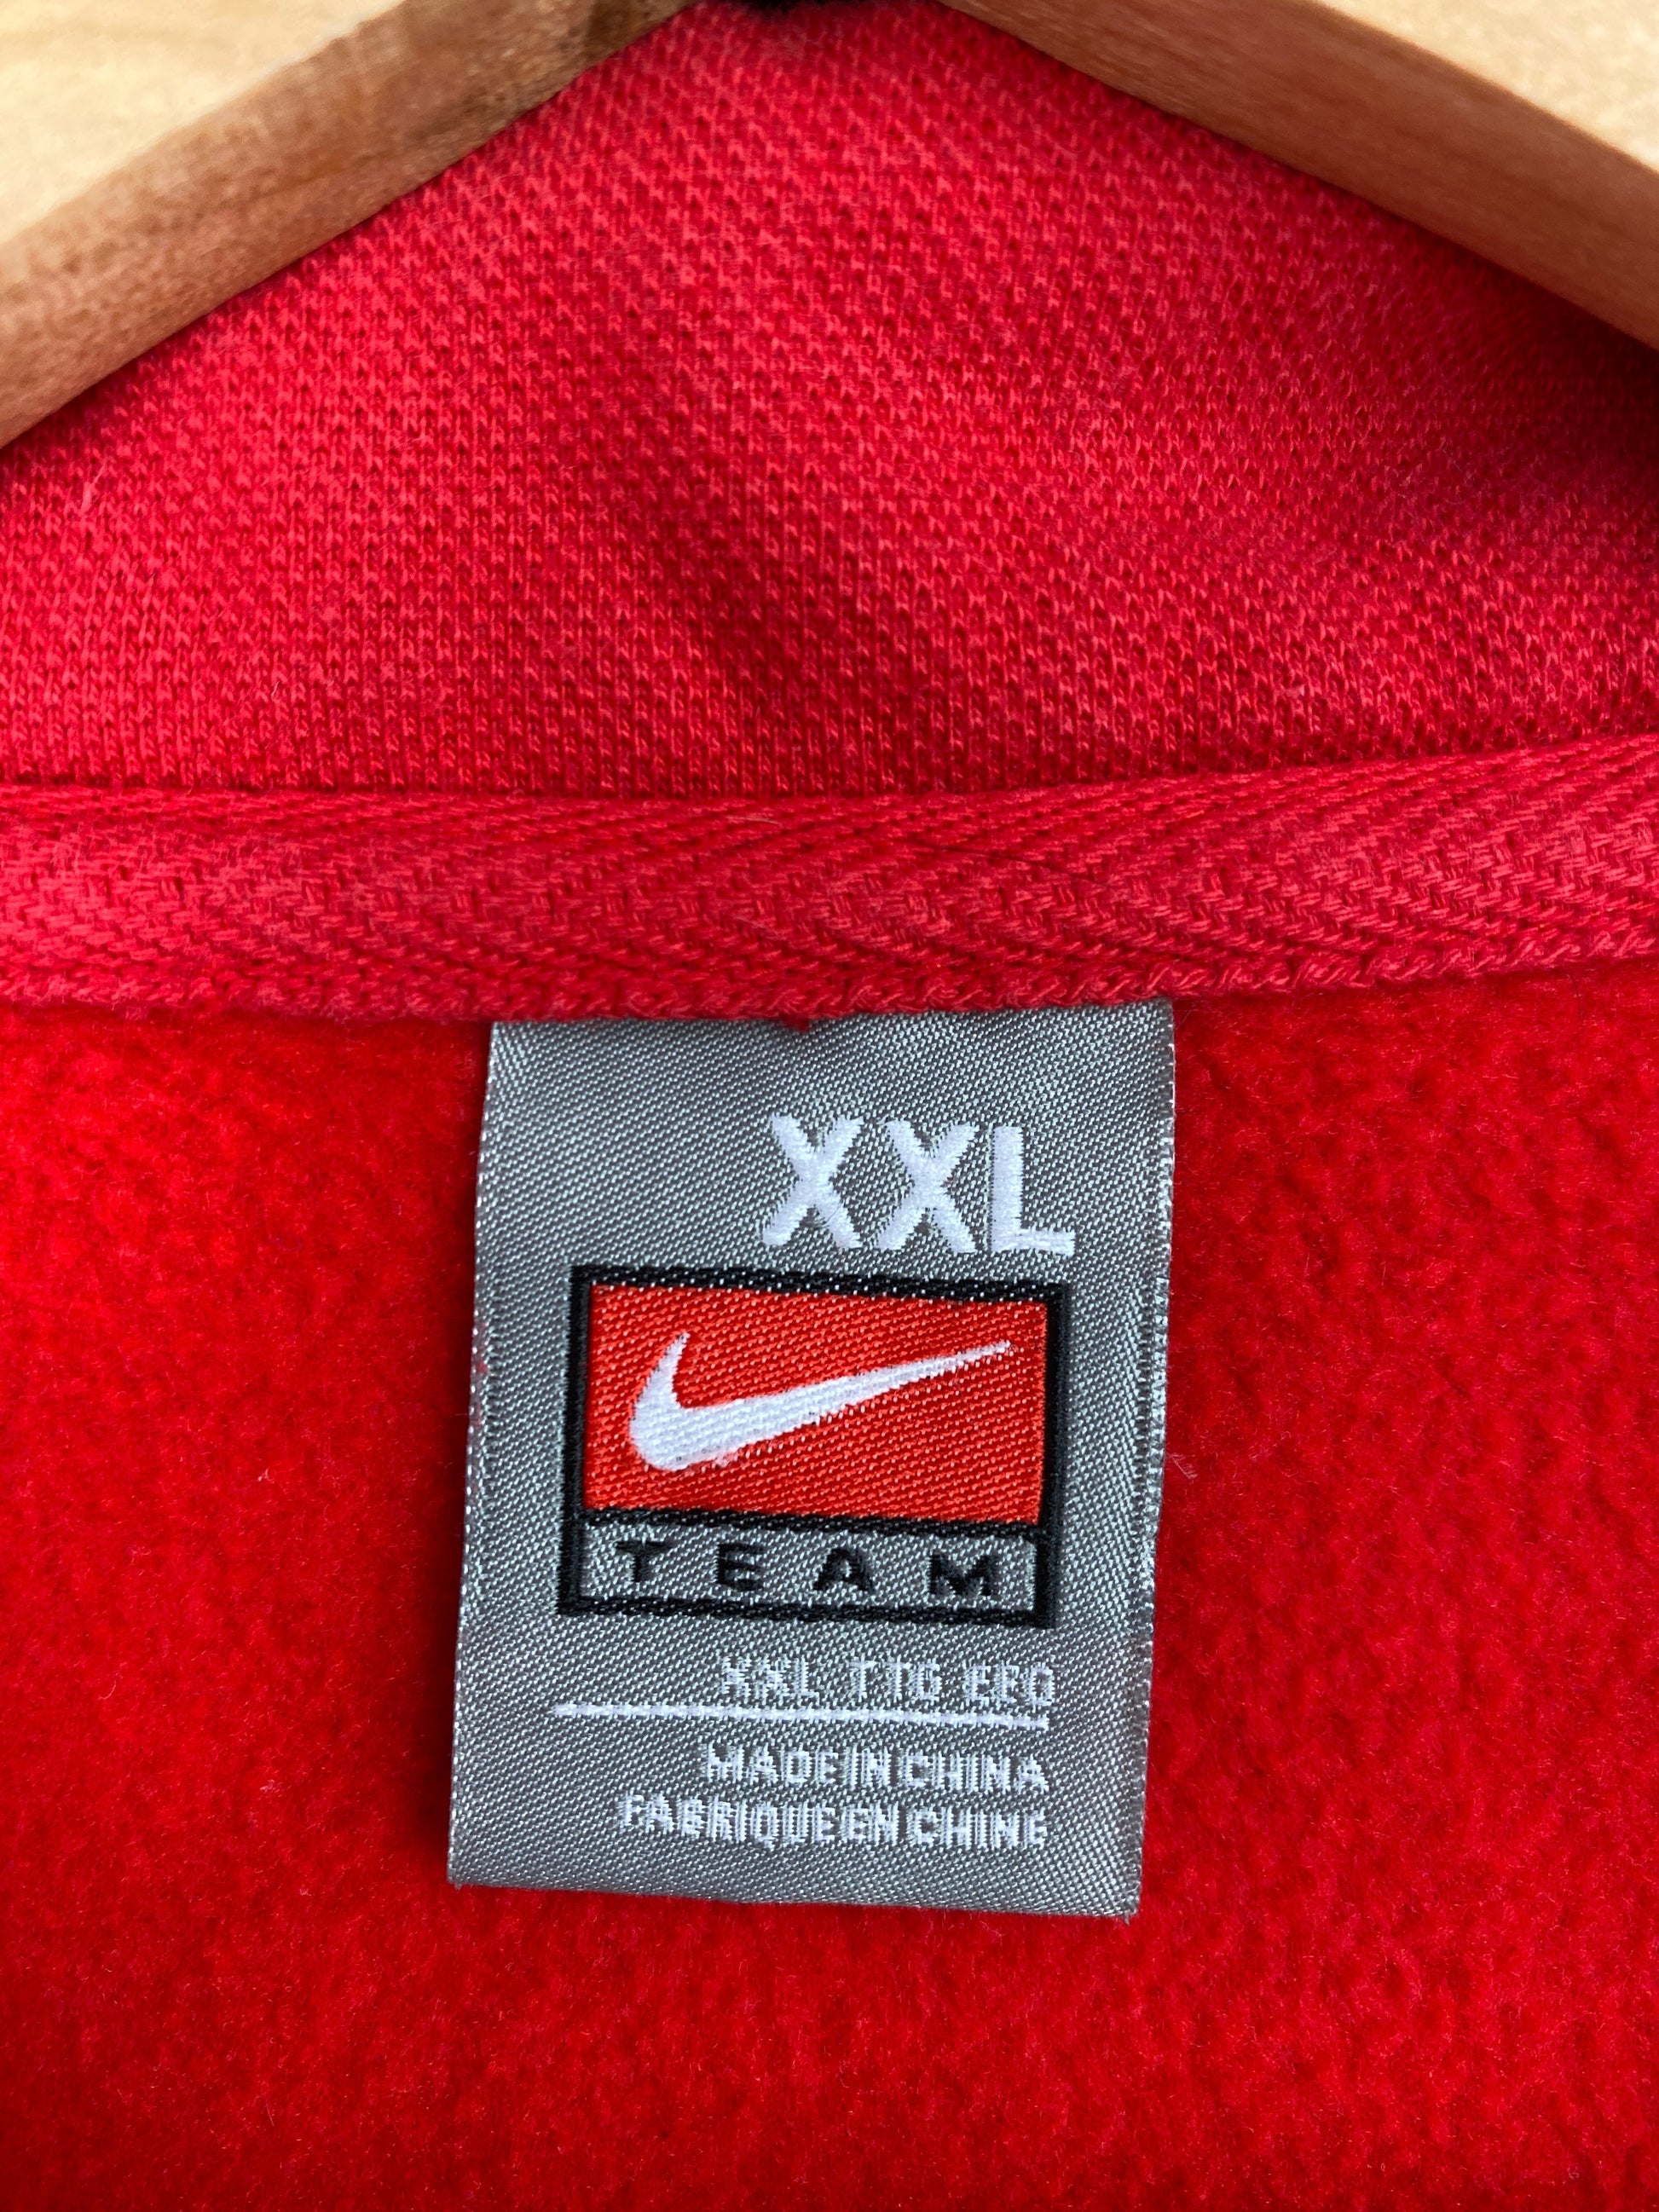 XXL
TEAM
XXL TTG EEG
MADE IN CHINA
FABRIQUE EN CHINE